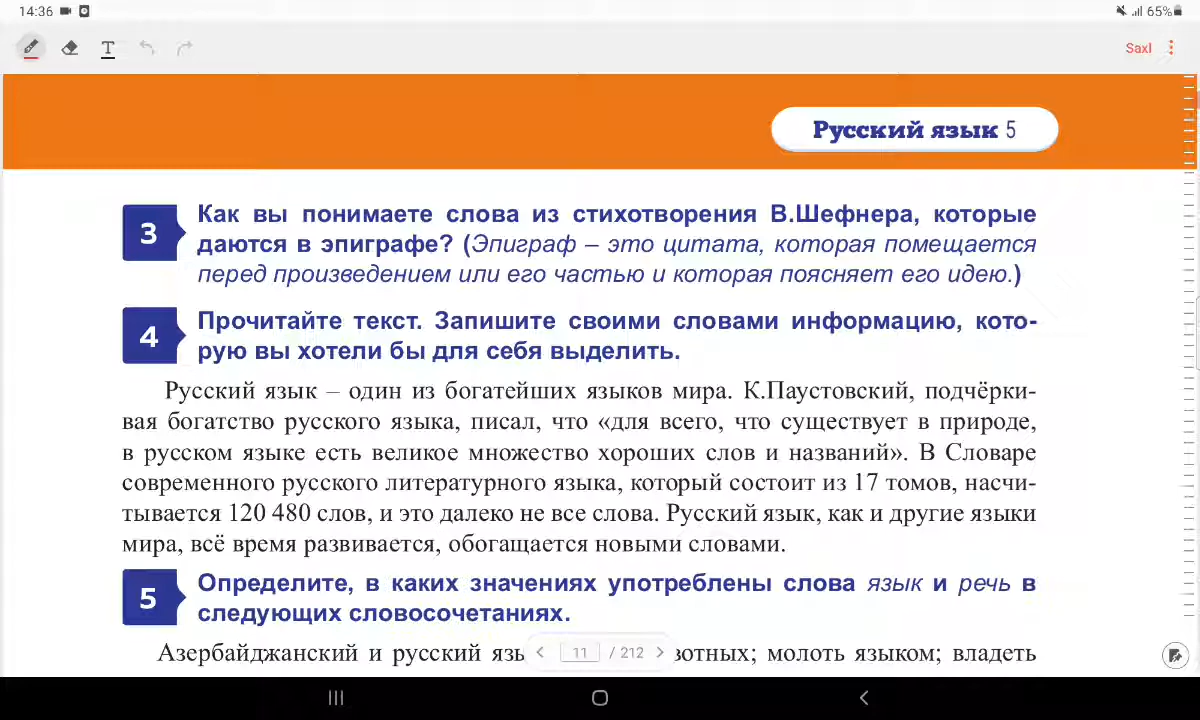 14:36
65%
T
Saxl
Русский язык 5
3
Как вы понимаете слова из стихотворения В.Шефнера, которые
даются в эпиграфе? (Эпиграф – это цитата, которая помещается
перед произведением или его частью и которая поясняет его идею.)
4
Прочитайте текст. Запишите своими словами информацию, кото-
рую вы хотели бы для себя выделить.
Русский язык – один из богатейших языков мира. К.Паустовский, подчёрки-
вая богатство русского языка, писал, что «для всего, что существует в природе,
в русском языке есть великое множество хороших слов и названий». В Словаре
современного русского литературного языка, который состоит из 17 томов, насчи-
тывается 120 480 слов, и это далеко не все слова. Русский язык, как и другие языки
мира, всё время развивается, обогащается новыми словами.
5
Определите, в каких значениях употреблены слова язык и речь в
следующих словосочетаниях.
Азербайджанский и русский язы вотных; молоть языком; владеть
11 / 212